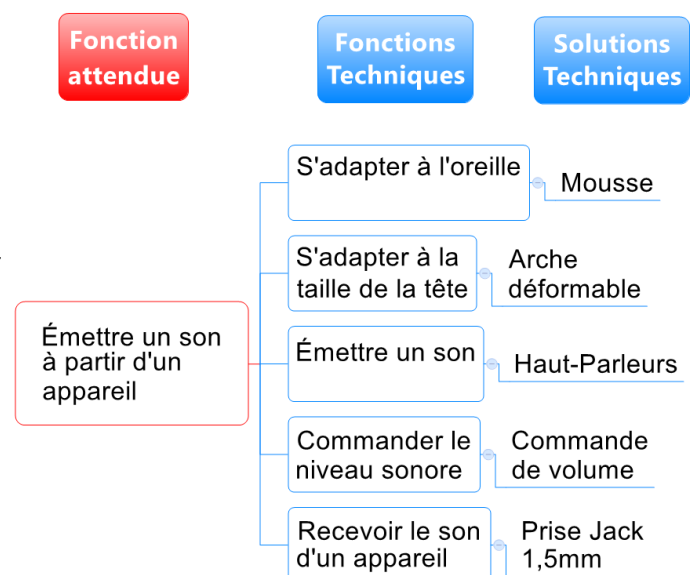 Fonction
attendue
Fonctions
Techniques
Solutions
Techniques
S'adapter à l'oreille
Mousse
S'adapter à la
taille de la tête
Arche
déformable
Émettre un son
à partir d'un
appareil
Émettre un son
Haut-Parleurs
Commander le
niveau sonore
Commande
de volume
Recevoir le son
d'un appareil
Prise Jack
1,5mm